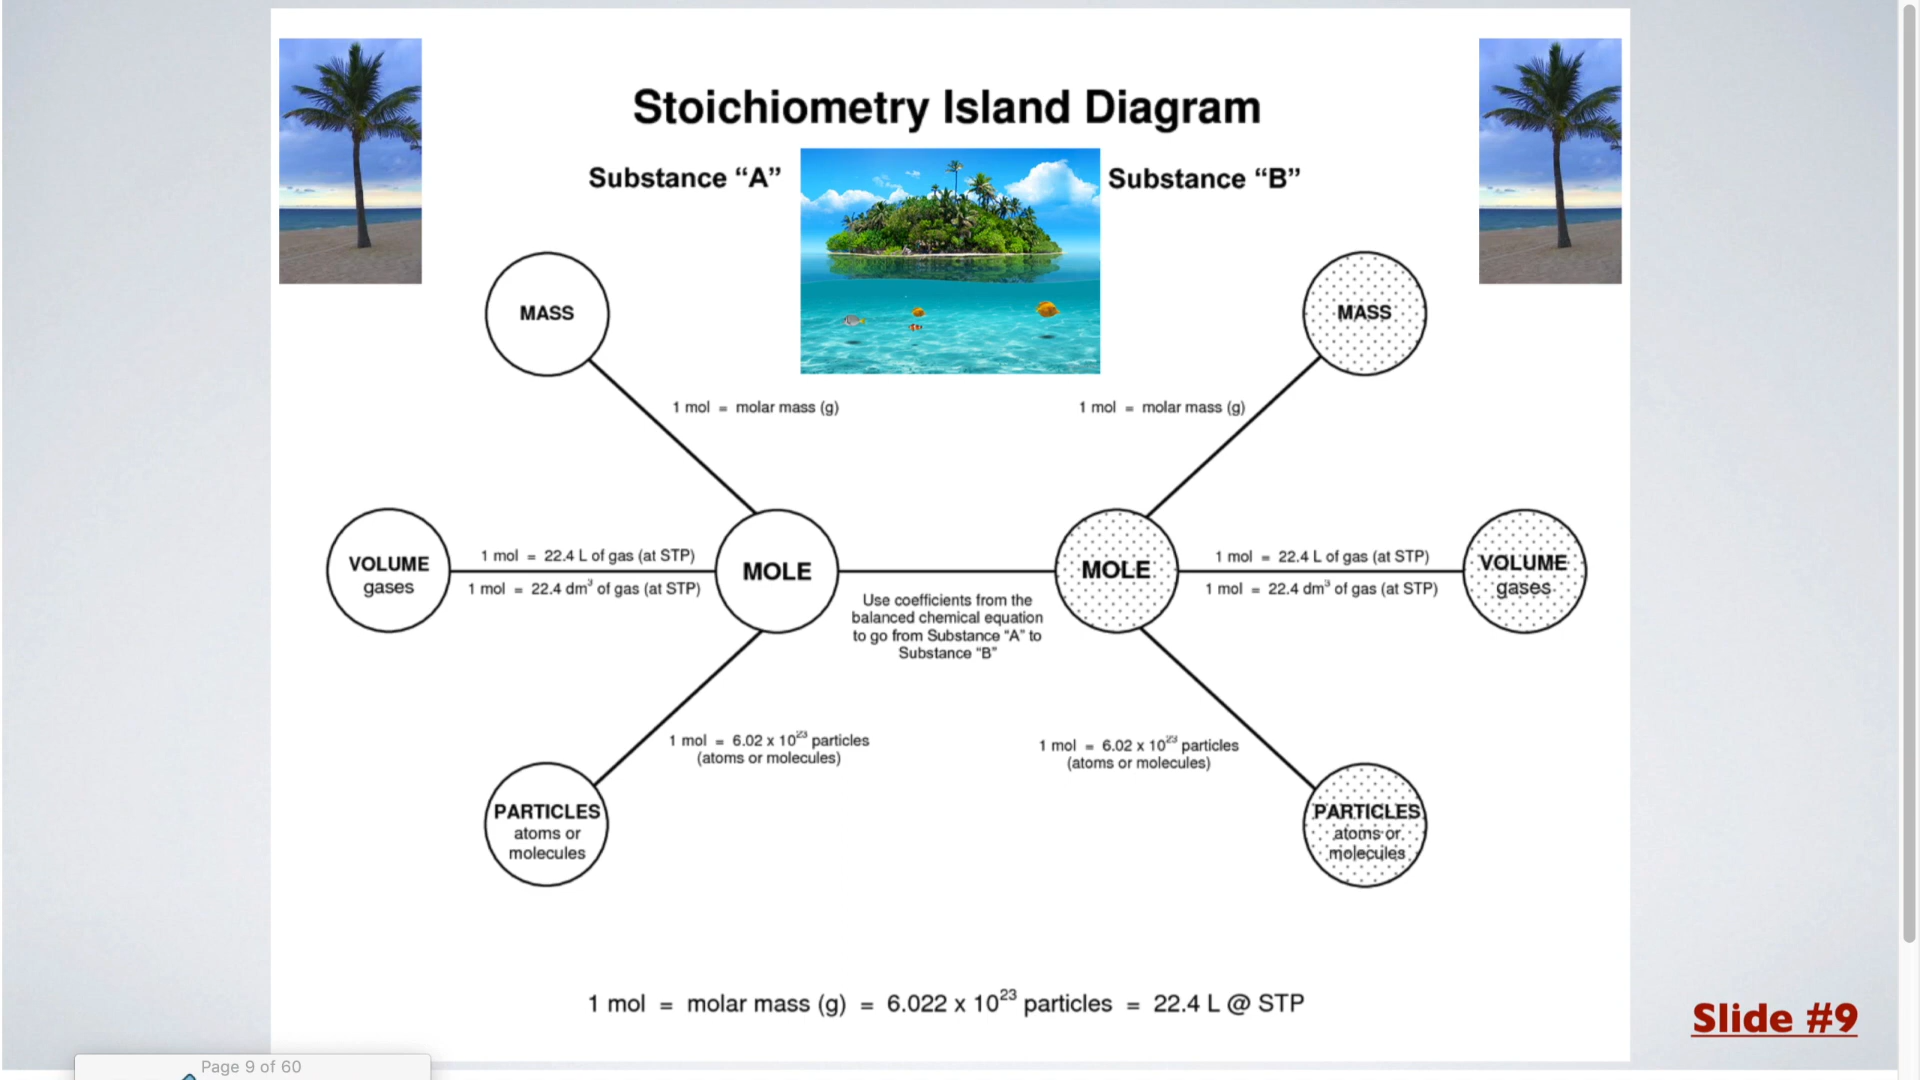 Stoichiometry Island Diagram
Substance “A”
Substance “B”
MASS
MASS
1 mol = molar mass (g)
1 mol = molar mass (g)
VOLUME
gases
1 mol = 22.4 L of gas (at STP)
1 mol = 22.4 dm³ of gas (at STP)
MOLE
Use coefficients from the
balanced chemical equation
to go from Substance “A” to
Substance “B”
MOLE
1 mol = 22.4 L of gas (at STP)
1 mol = 22.4 dm³ of gas (at STP)
VOLUME
gases
1 mol = 6.02 x 10²³ particles
(atoms or molecules)
1 mol = 6.02 x 10²³ particles
(atoms or molecules)
PARTICLES
atoms or
molecules
PARTICLES
atoms or
molecules
1 mol = molar mass (g) = 6.022 x 10²³ particles = 22.4 L @ STP
Slide #9
Page 9 of 60